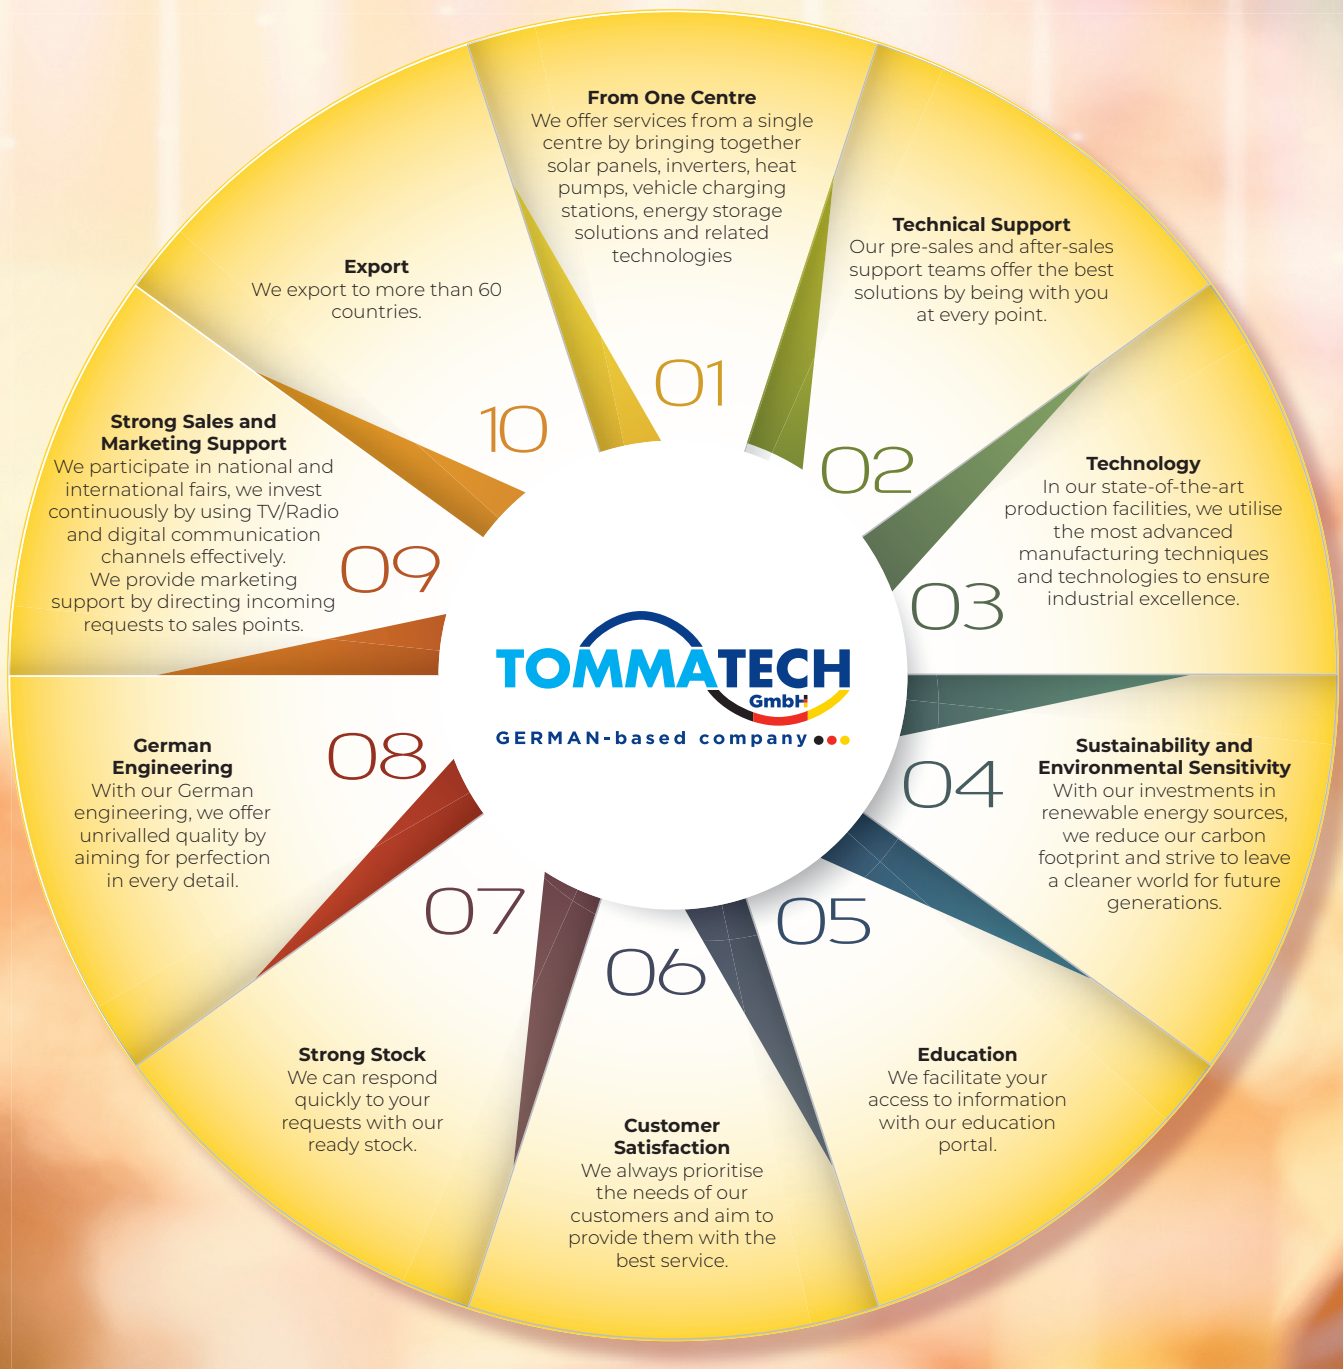 From One Centre
We offer services from a single
centre by bringing together
solar panels, inverters, heat
pumps, vehicle charging
stations, energy storage
solutions and related
technologies
01
Technical Support
Our pre-sales and after-sales
support teams offer the best
solutions by being with you
at every point.
02
Technology
In our state-of-the-art
production facilities, we utilise
the most advanced
manufacturing techniques
and technologies to ensure
industrial excellence.
03
Sustainability and
Environmental Sensitivity
With our investments in
renewable energy sources,
we reduce our carbon
footprint and strive to leave
a cleaner world for future
generations.
04
Education
We facilitate your
access to information
with our education
portal.
05
Customer
Satisfaction
We always prioritise
the needs of our
customers and aim to
provide them with the
best service.
06
Strong Stock
We can respond
quickly to your
requests with our
ready stock.
07
German
Engineering
With our German
engineering, we offer
unrivalled quality by
aiming for perfection
in every detail.
08
Strong Sales and
Marketing Support
We participate in national and
international fairs, we invest
continuously by using TV/Radio
and digital communication
channels effectively.
We provide marketing
support by directing incoming
requests to sales points.
09
Export
We export to more than 60
countries.
10
TOMMATECH
GmbH
GERMAN-based company